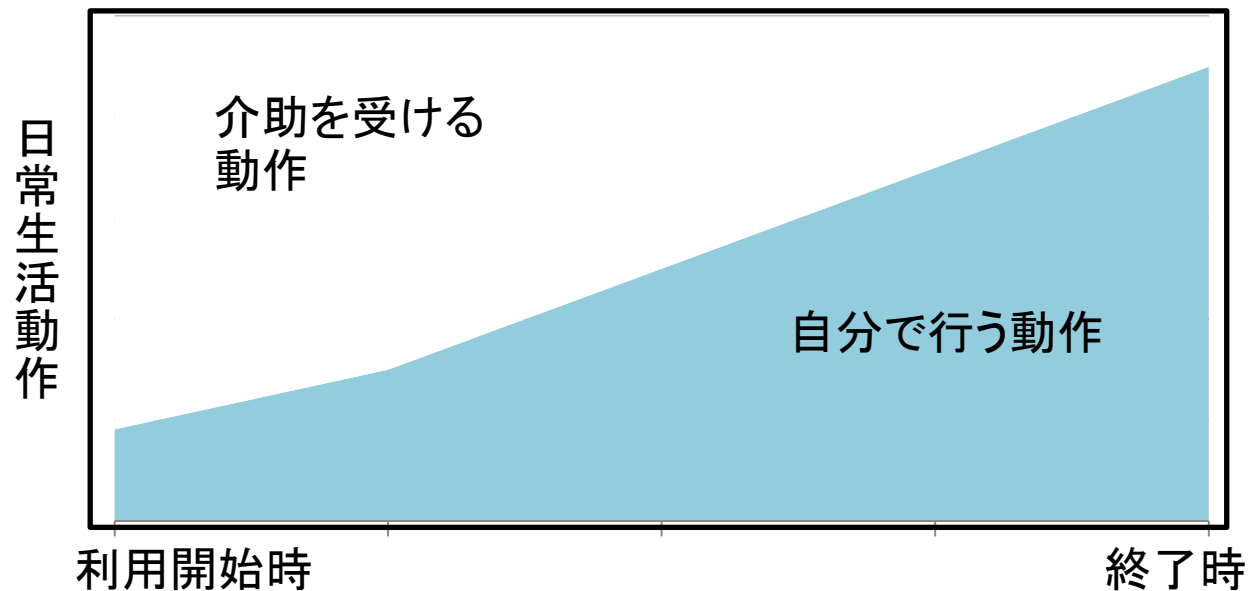 日常生活動作
介助を受ける
動作
自分で行う動作
利用開始時
終了時